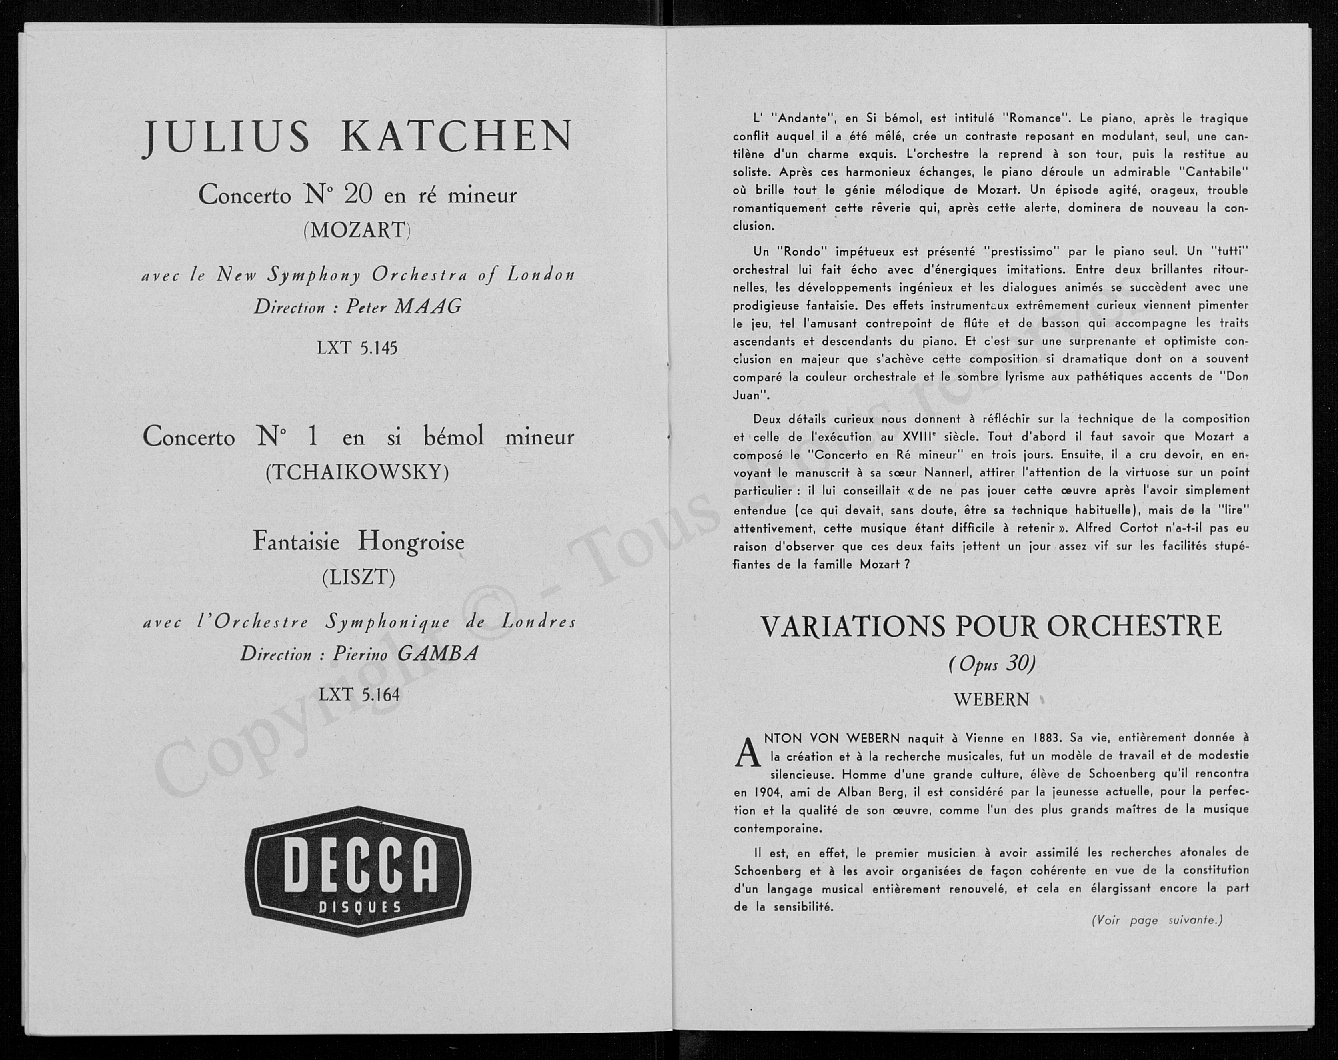 JULIUS KATCHEN
Concerto N° 20 en ré mineur
(MOZART)
avec le New Symphony Orchestra of London
Direction : Peter MAAG
LXT 5.145
Concerto N° 1 en si bémol mineur
(TCHAIKOWSKY)
Fantaisie Hongroise
(LISZT)
avec l'Orchestre Symphonique de Londres
Direction : Pierino GAMBA
LXT 5.164
DECCA
DISQUES
L' "Andante", en Si bémol, est intitulé "Romance". Le piano, après le tragique
conflit auquel il a été mêlé, crée un contraste reposant en modulant, seul, une can-
tilène d'un charme exquis. L'orchestre la reprend à son tour, puis la restitue au
soliste. Après ces harmonieux échanges, le piano déroule un admirable "Cantabile"
où brille tout le génie mélodique de Mozart. Un épisode agité, orageux, trouble
romantiquement cette rêverie qui, après cette alerte, dominera de nouveau la con-
clusion.
Un "Rondo" impétueux est présenté "prestissimo" par le piano seul. Un "tutti"
orchestral lui fait écho avec d'énergiques imitations. Entre deux brillantes ritour-
nelles, les développements ingénieux et les dialogues animés se succèdent avec une
prodigieuse fantaisie. Des effets instrumentaux extrêmement curieux viennent pimenter
le jeu, tel l'amusant contrepoint de flûte et de basson qui accompagne les traits
ascendants et descendants du piano. Et c'est sur une surprenante et optimiste con-
clusion en majeur que s'achève cette composition si dramatique dont on a souvent
comparé la couleur orchestrale et le sombre lyrisme aux pathétiques accents de "Don
Juan".
Deux détails curieux nous donnent à réfléchir sur la technique de la composition
et celle de l'exécution au XVIIIe siècle. Tout d'abord il faut savoir que Mozart a
composé le "Concerto en Ré mineur" en trois jours. Ensuite, il a cru devoir, en en-
voyant le manuscrit à sa sœur Nannerl, attirer l'attention de la virtuose sur un point
particulier : il lui conseillait « de ne pas jouer cette œuvre après l'avoir simplement
entendue (ce qui devait, sans doute, être sa technique habituelle), mais de la "lire"
attentivement, cette musique étant difficile à retenir ». Alfred Cortot n'a-t-il pas eu
raison d'observer que ces deux faits jettent un jour assez vif sur les facilités stupé-
fiantes de la famille Mozart ?
VARIATIONS POUR ORCHESTRE
(Opus 30)
WEBERN
ANTON VON WEBERN naquit à Vienne en 1883. Sa vie, entièrement donnée à
la création et à la recherche musicales, fut un modèle de travail et de modestie
silencieuse. Homme d'une grande culture, élève de Schoenberg qu'il rencontra
en 1904, ami de Alban Berg, il est considéré par la jeunesse actuelle, pour la perfec-
tion et la qualité de son œuvre, comme l'un des plus grands maîtres de la musique
contemporaine.
Il est, en effet, le premier musicien à avoir assimilé les recherches atonales de
Schoenberg et à les avoir organisées de façon cohérente en vue de la constitution
d'un langage musical entièrement renouvelé, et cela en élargissant encore la part
de la sensibilité.
(Voir page suivante.)
Copyright © - Tous droits réservés